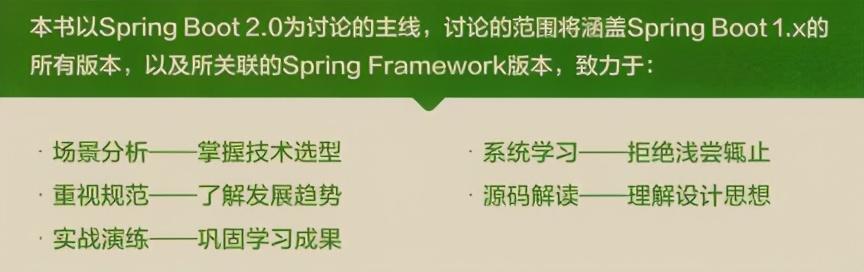 本书以Spring Boot 2.0为讨论的主线，讨论的范围将涵盖Spring Boot 1.x的
所有版本，以及所关联的Spring Framework版本，致力于：
· 场景分析——掌握技术选型
· 系统学习——拒绝浅尝辄止
· 重视规范——了解发展趋势
· 源码解读——理解设计思想
· 实战演练——巩固学习成果